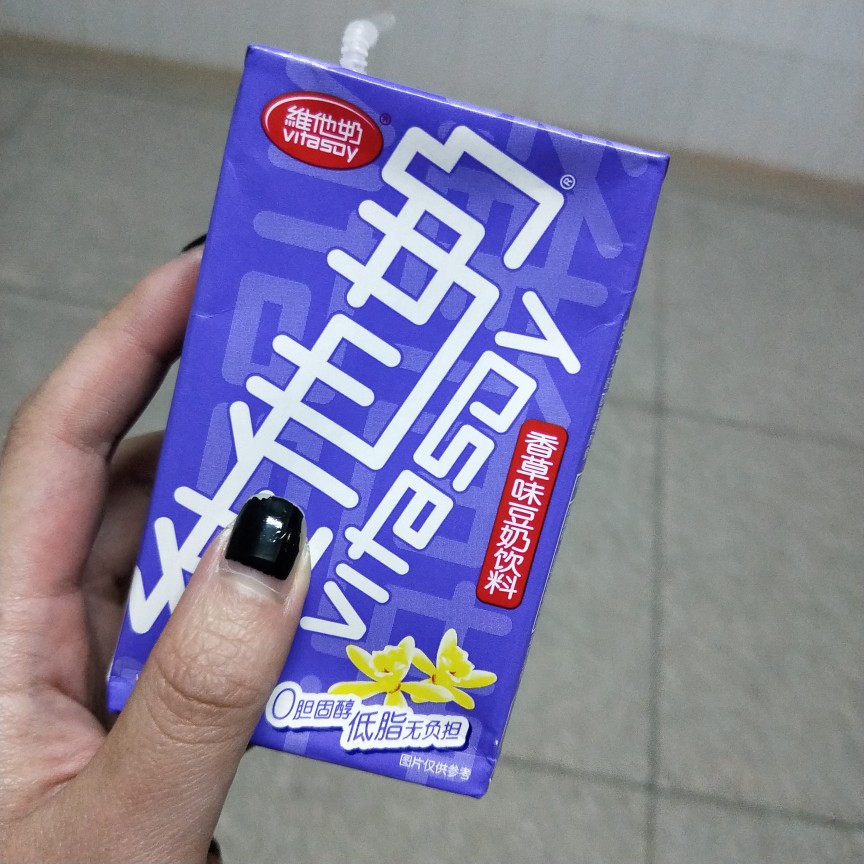 維他奶
vitasoy
®
维他奶
®
vitasoy
香草味豆奶饮料
0胆固醇
低脂无负担
图片仅供参考